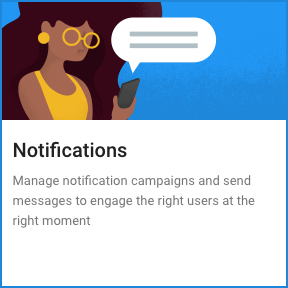 Notifications
Manage notification campaigns and send
messages to engage the right users at the
right moment